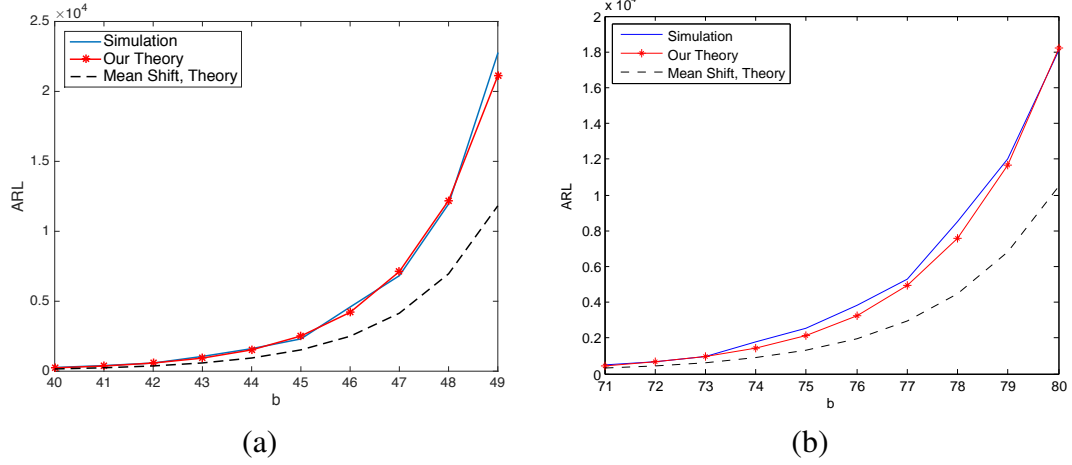 ×10⁴
2.5
2
1.5
1
0.5
0
ARL
40 41 42 43 44 45 46 47 48 49
b
Simulation
Our Theory
Mean Shift, Theory
(a)
2
1.8
1.6
1.4
1.2
1
0.8
0.6
0.4
0.2
0
ARL
71 72 73 74 75 76 77 78 79 80
b
Simulation
Our Theory
Mean Shift, Theory
(b)